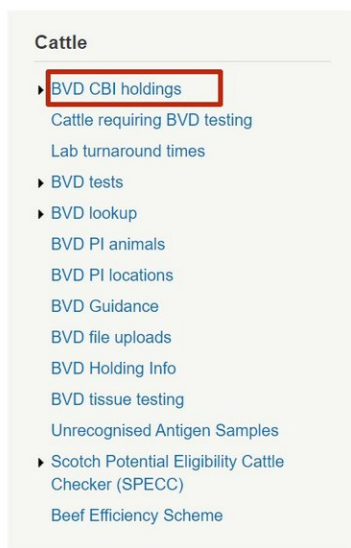 Cattle
BVD CBI holdings
Cattle requiring BVD testing
Lab turnaround times
BVD tests
BVD lookup
BVD PI animals
BVD PI locations
BVD Guidance
BVD file uploads
BVD Holding Info
BVD tissue testing
Unrecognised Antigen Samples
Scotch Potential Eligibility Cattle
Checker (SPECC)
Beef Efficiency Scheme